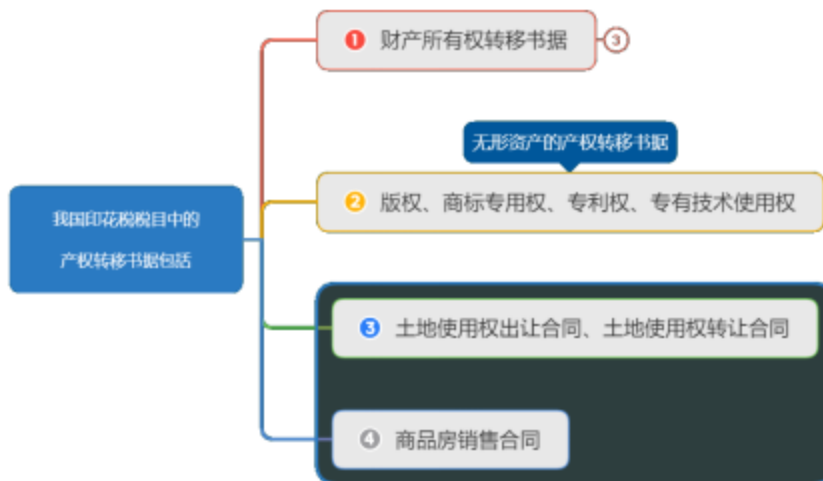 ❶ 财产所有权转移书据 ③
无形资产的产权转移书据
❷ 版权、商标专用权、专利权、专有技术使用权
我国印花税税目中的
产权转移书据包括
❸ 土地使用权出让合同、土地使用权转让合同
❹ 商品房销售合同